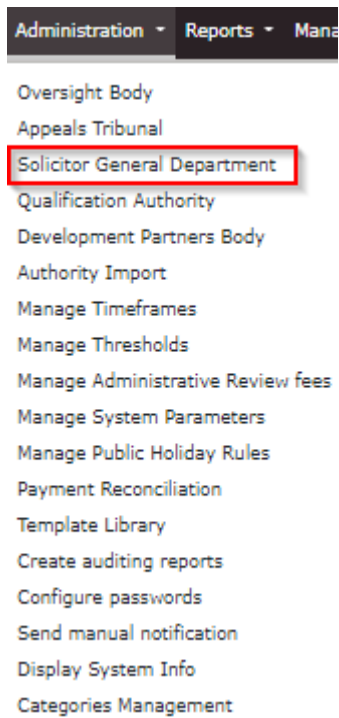 Administration Reports Mana
Oversight Body
Appeals Tribunal
Solicitor General Department
Qualification Authority
Development Partners Body
Authority Import
Manage Timeframes
Manage Thresholds
Manage Administrative Review fees
Manage System Parameters
Manage Public Holiday Rules
Payment Reconciliation
Template Library
Create auditing reports
Configure passwords
Send manual notification
Display System Info
Categories Management